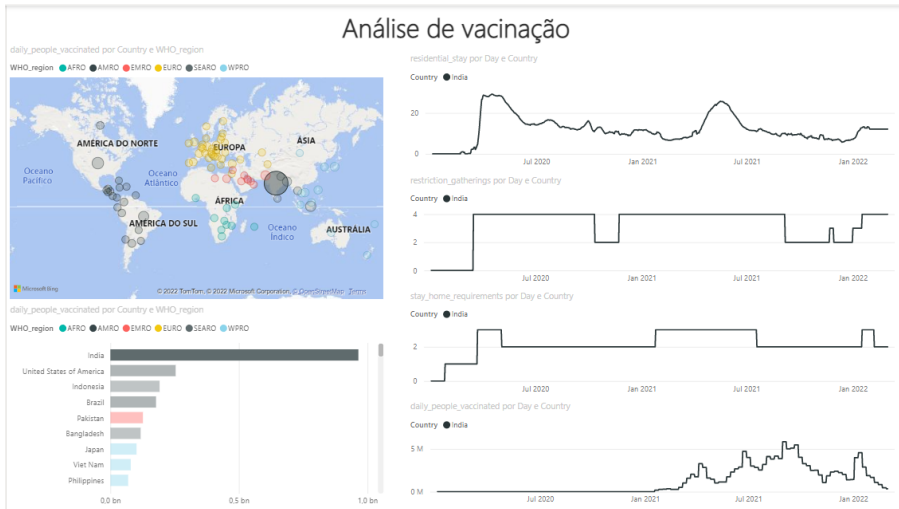 Análise de vacinação
daily_people_vaccinated por Country e WHO_region
WHO_region AFRO AMRO EMRO EURO SEARO WPRO
AMÉRICA DO NORTE
EUROPA
ÁSIA
Oceano
Pacífico
Oceano
Atlântico
ÁFRICA
AMÉRICA DO SUL
Oceano
Índico
AUSTRÁLIA
Microsoft Bing
© 2022 TomTom, © 2022 Microsoft Corporation, © OpenStreetMap Terms
daily_people_vaccinated por Country e WHO_region
WHO_region AFRO AMRO EMRO EURO SEARO WPRO
India
United States of America
Indonesia
Brazil
Pakistan
Bangladesh
Japan
Viet Nam
Philippines
0,0 bn 0,5 bn 1,0 bn
residential_stay por Day e Country
Country India
20
0
Jul 2020 Jan 2021 Jul 2021 Jan 2022
restriction_gatherings por Day e Country
Country India
4
2
0
Jul 2020 Jan 2021 Jul 2021 Jan 2022
stay_home_requirements por Day e Country
Country India
2
0
Jul 2020 Jan 2021 Jul 2021 Jan 2022
daily_people_vaccinated por Day e Country
Country India
5 M
0 M
Jul 2020 Jan 2021 Jul 2021 Jan 2022